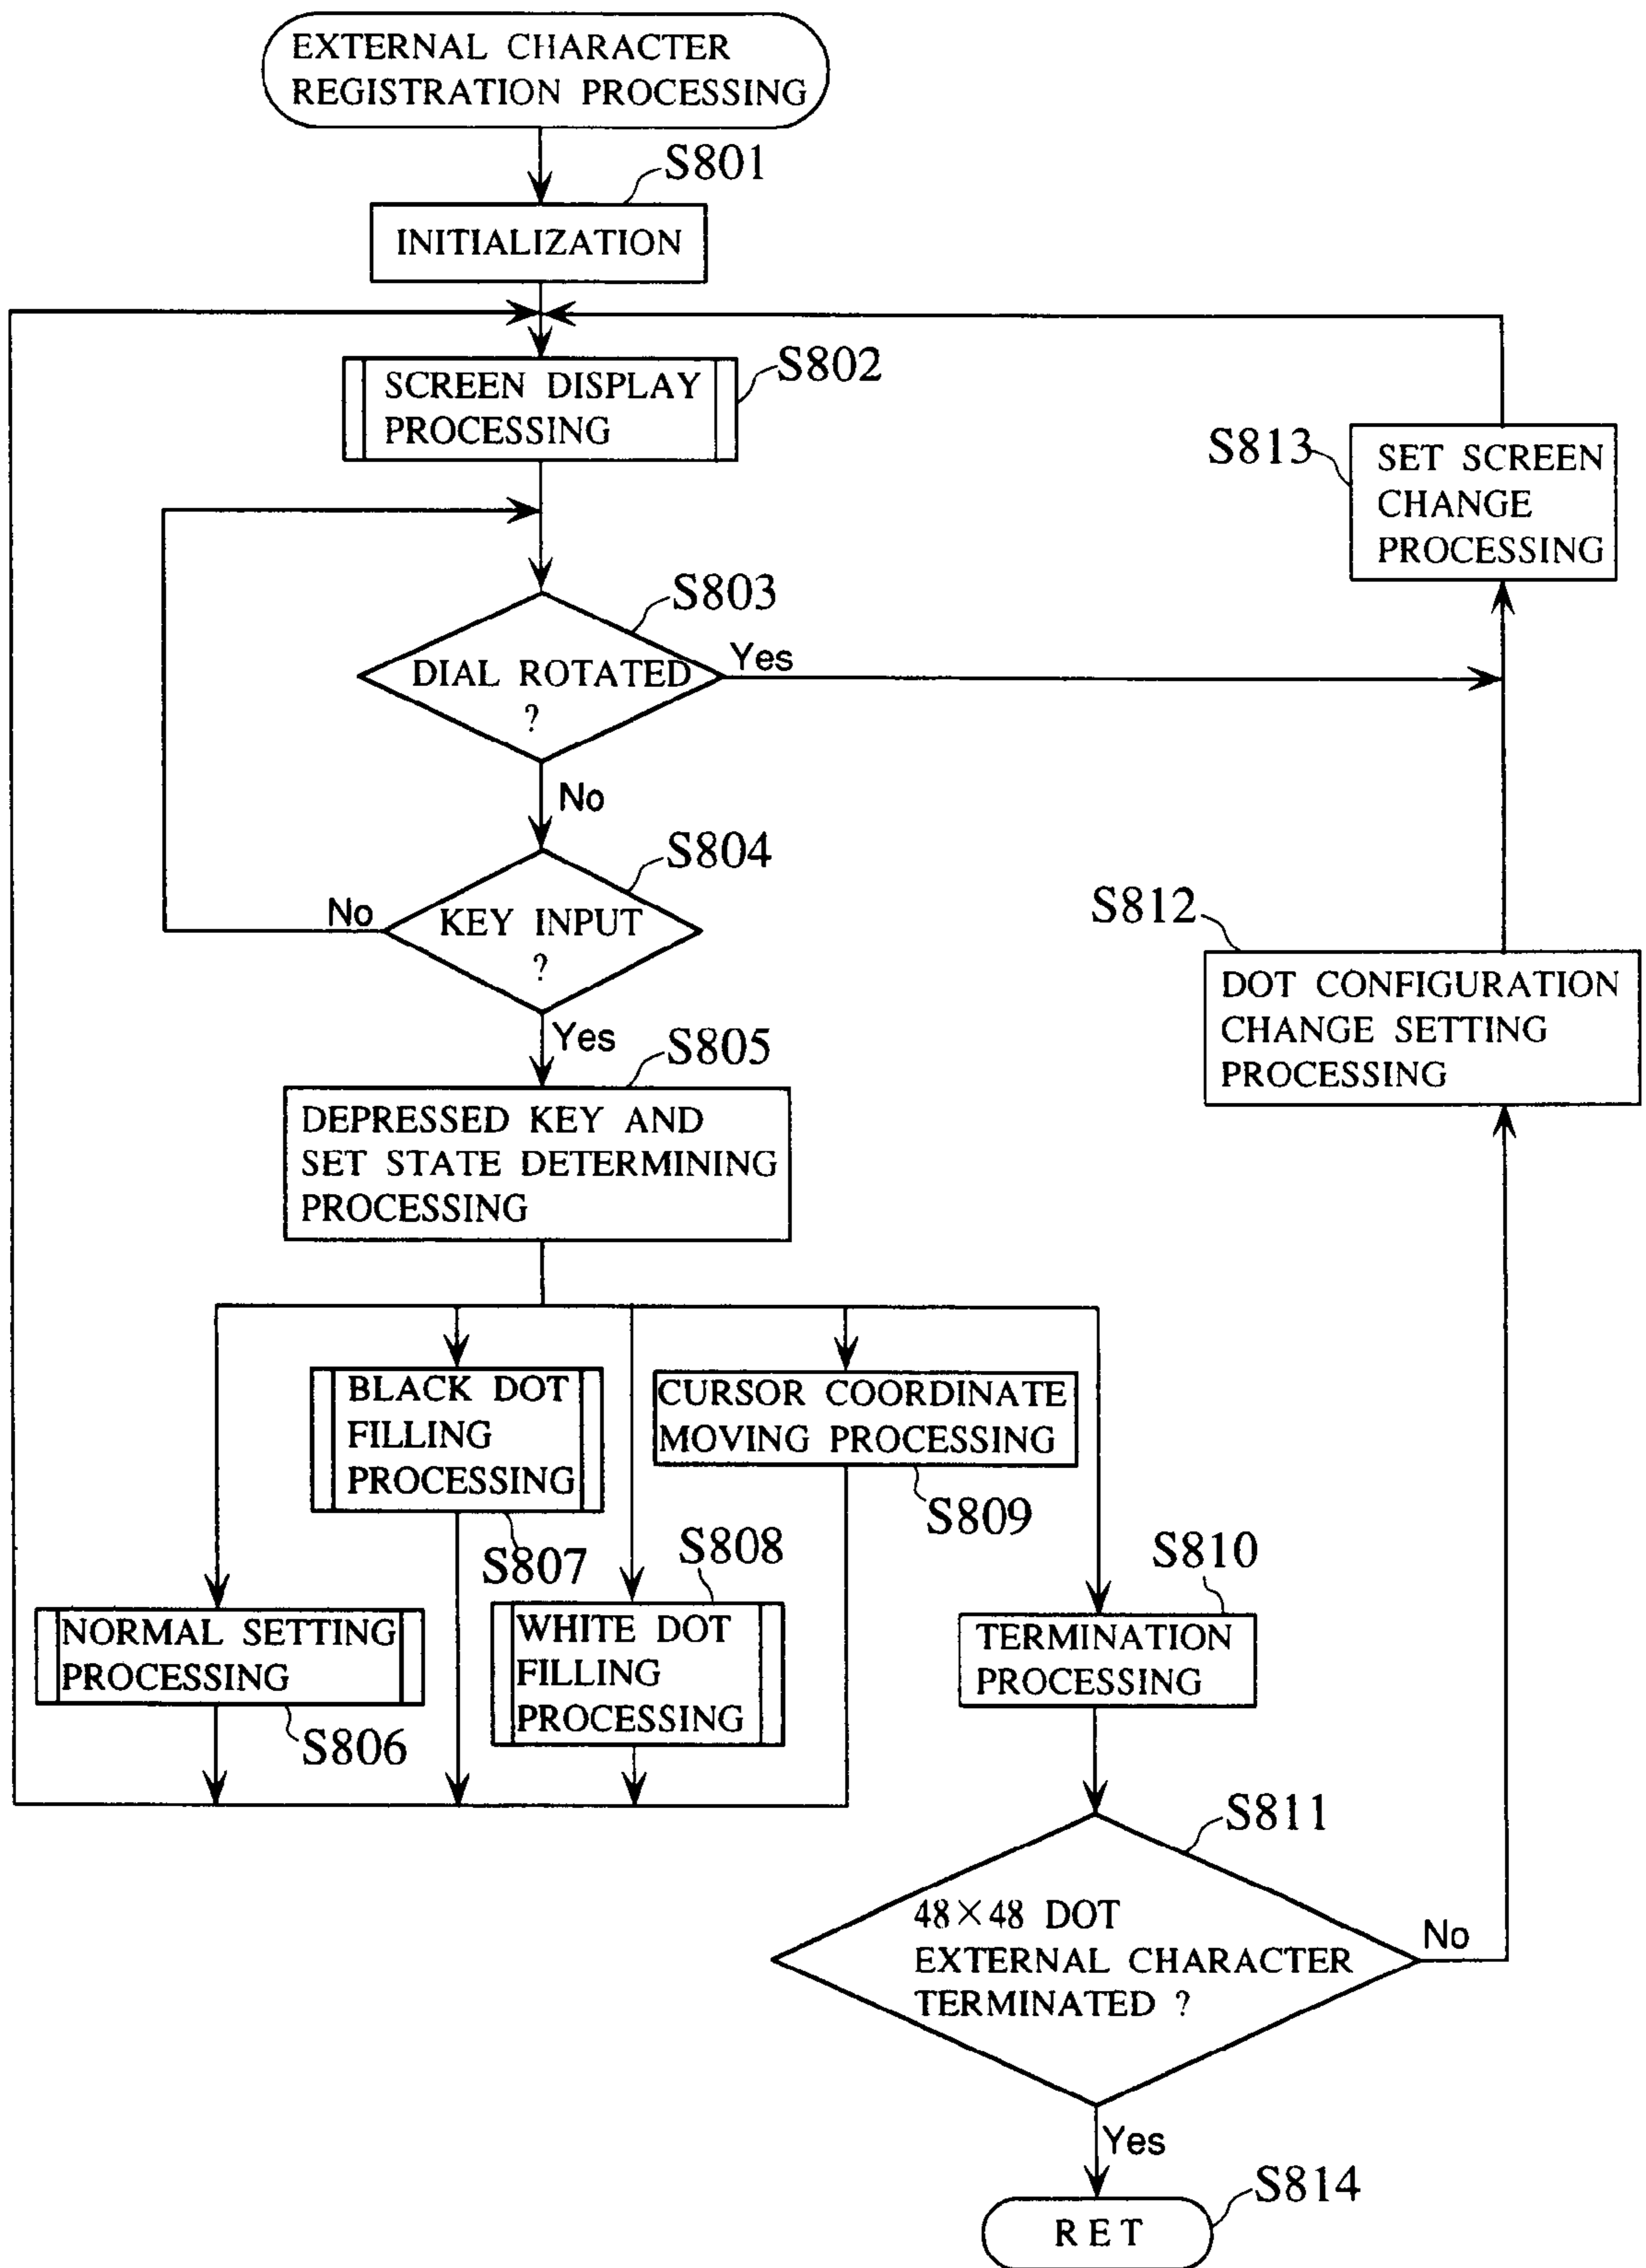 EXTERNAL CHARACTER
REGISTRATION PROCESSING
S801
INITIALIZATION
S802
SCREEN DISPLAY
PROCESSING
S813
SET SCREEN
CHANGE
PROCESSING
S803
DIAL ROTATED
?
Yes
No
S804
KEY INPUT
?
No
Yes
S812
DOT CONFIGURATION
CHANGE SETTING
PROCESSING
S805
DEPRESSED KEY AND
SET STATE DETERMINING
PROCESSING
BLACK DOT
FILLING
PROCESSING
S807
CURSOR COORDINATE
MOVING PROCESSING
S809
NORMAL SETTING
PROCESSING
S806
S808
WHITE DOT
FILLING
PROCESSING
S810
TERMINATION
PROCESSING
S811
48×48 DOT
EXTERNAL CHARACTER
TERMINATED ?
No
Yes
S814
RET